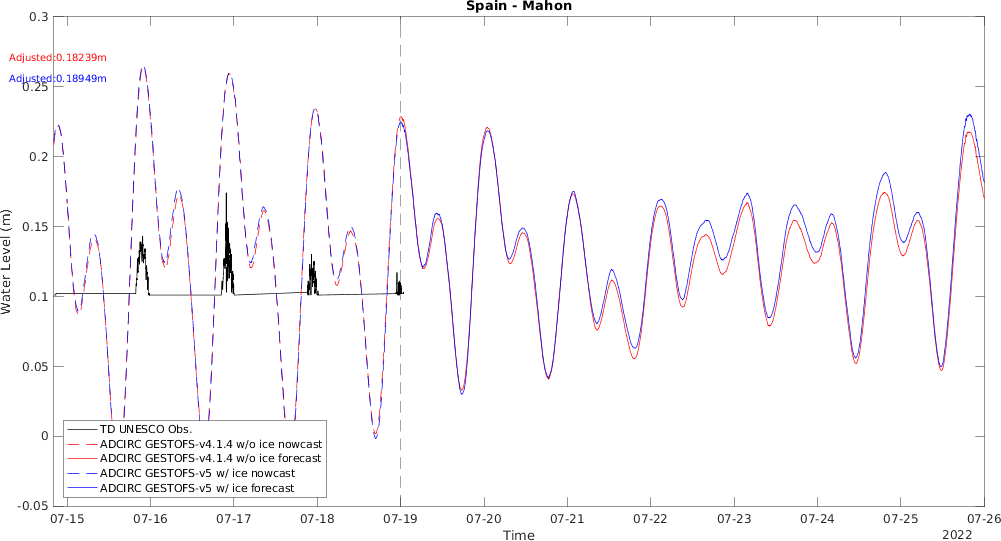 Spain - Mahon
Adjusted:0.18239m
Adjusted:0.18949m
Water Level (m)
0.3
0.25
0.2
0.15
0.1
0.05
0
-0.05
TD UNESCO Obs.
ADCIRC GESTOFS-v4.1.4 w/o ice nowcast
ADCIRC GESTOFS-v4.1.4 w/o ice forecast
ADCIRC GESTOFS-v5 w/ ice nowcast
ADCIRC GESTOFS-v5 w/ ice forecast
07-15 07-16 07-17 07-18 07-19 07-20 07-21 07-22 07-23 07-24 07-25 07-26
Time
2022